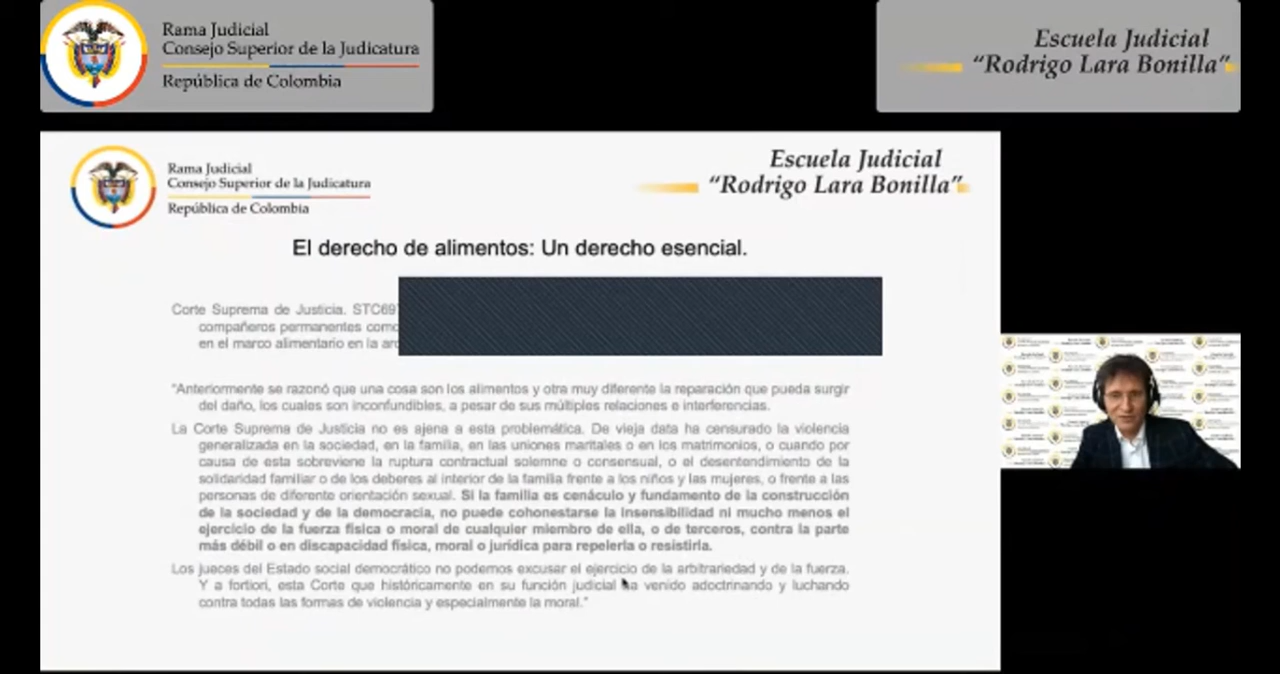 Rama Judicial
Consejo Superior de la Judicatura
República de Colombia
Escuela Judicial
“Rodrigo Lara Bonilla”
Rama Judicial
Consejo Superior de la Judicatura
República de Colombia
Escuela Judicial
“Rodrigo Lara Bonilla”
El derecho de alimentos: Un derecho esencial.
Corte Suprema de Justicia.
compañeros permanentes como
en el marco alimentario en la
“Anteriormente se razonó que una cosa son los alimentos y otra muy diferente la reparación que pueda surgir
del daño, los cuales son inconfundibles, a pesar de sus múltiples relaciones e interferencias.
La Corte Suprema de Justicia no es ajena a esta problemática. De vieja data ha censurado la violencia
generalizada en la sociedad, en la familia, en las uniones maritales o en los matrimonios, o cuando por
causa de esta sobreviene la ruptura contractual solemne o consensual, o el desentendimiento de la
solidaridad familiar o de los deberes al interior de la familia frente a los niños y las mujeres, o frente a las
personas de diferente orientación sexual. Si la familia es cenáculo y fundamento de la construcción
de la sociedad y de la democracia, no puede cohonestarse la insensibilidad ni mucho menos el
ejercicio de la fuerza física o moral de cualquier miembro de ella, o de terceros, contra la parte
más débil o en discapacidad física, moral o jurídica para repelerla o resistirla.
Los jueces del Estado social democrático no podemos excusar el ejercicio de la arbitrariedad y de la fuerza.
Y a fortiori, esta Corte que históricamente en su función judicial ha venido adoctrinando y luchando
contra todas las formas de violencia y especialmente la moral.”